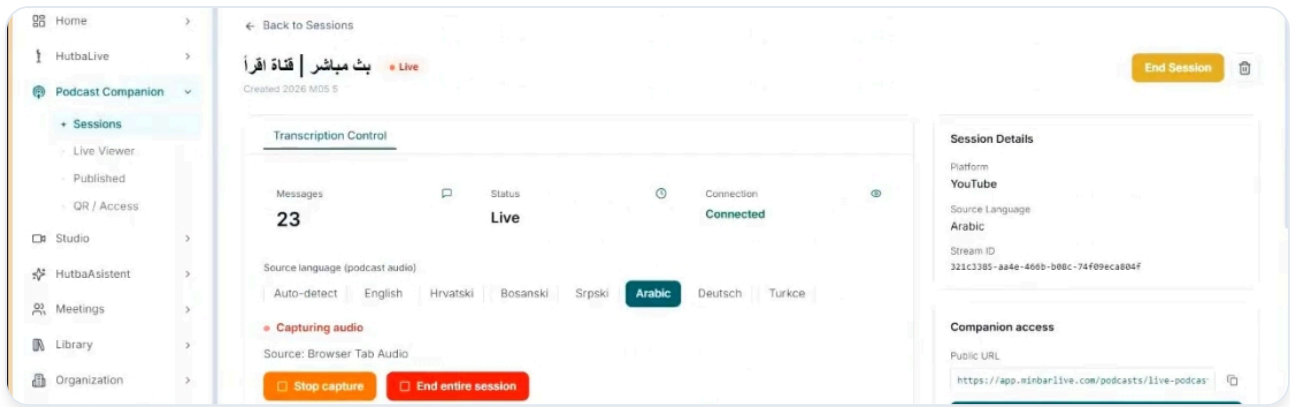 Home
HutbaLive
Podcast Companion
Sessions
Live Viewer
Published
QR / Access
Studio
HutbaAsistent
Meetings
Library
Organization
Back to Sessions
بث مباشر | قناة اقرأ
Live
Created 2026 M05 5
End Session
Transcription Control
Messages
23
Status
Live
Connection
Connected
Source language (podcast audio)
Auto-detect English Hrvatski Bosanski Srpski Arabic Deutsch Turkce
Capturing audio
Source: Browser Tab Audio
Stop capture
End entire session
Session Details
Platform
YouTube
Source Language
Arabic
Stream ID
321c3385-aa4e-466b-b08c-74f09eca804f
Companion access
Public URL
https://app.minbarlive.com/podcasts/live-podcas